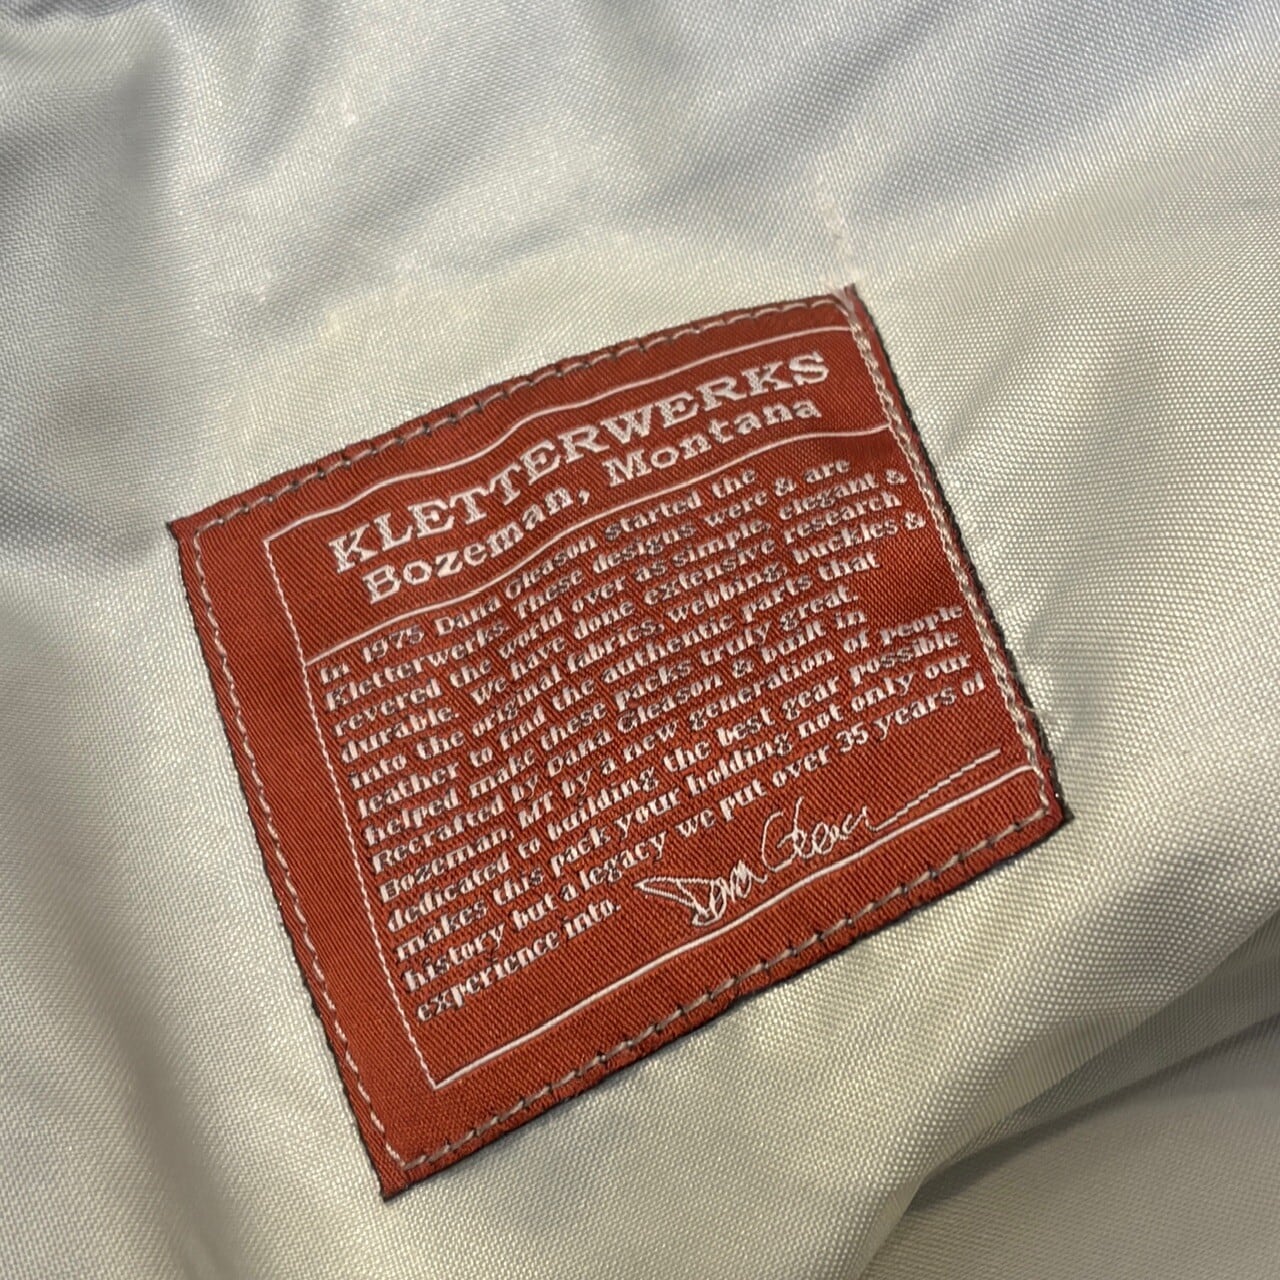 KLETTERWERKS
Bozeman, Montana
In 1975 Dana Gleason started the
Kletterwerks. These designs were & are
revered the world over as simple, elegant &
durable. We have done extensive research
into the original fabrics, webbing, buckles &
leather to find the authentic parts that
helped make these packs truly great.
Recrafted by Dana Gleason & built in
Bozeman, MT by a new generation of people
dedicated to building the best gear possible
makes this pack your holding not only our
history but a legacy we put over 35 years of
experience into.
Dana Gleason